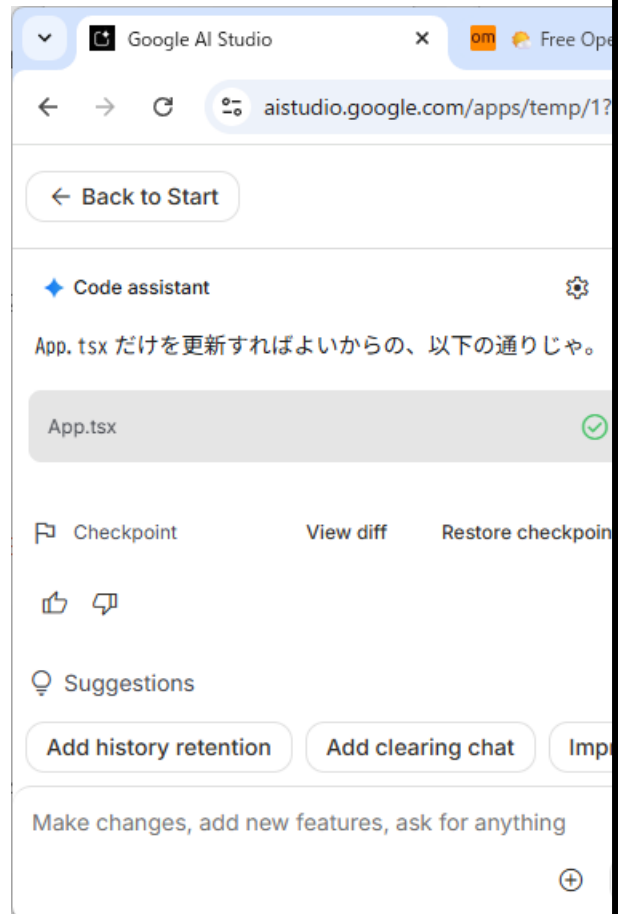 Google AI Studio
om Free Ope
aistudio.google.com/apps/temp/1?
Back to Start
Code assistant
App.tsx だけを更新すればよいからの、以下の通りじゃ。
App.tsx
Checkpoint View diff Restore checkpoin
Suggestions
Add history retention Add clearing chat Impr
Make changes, add new features, ask for anything